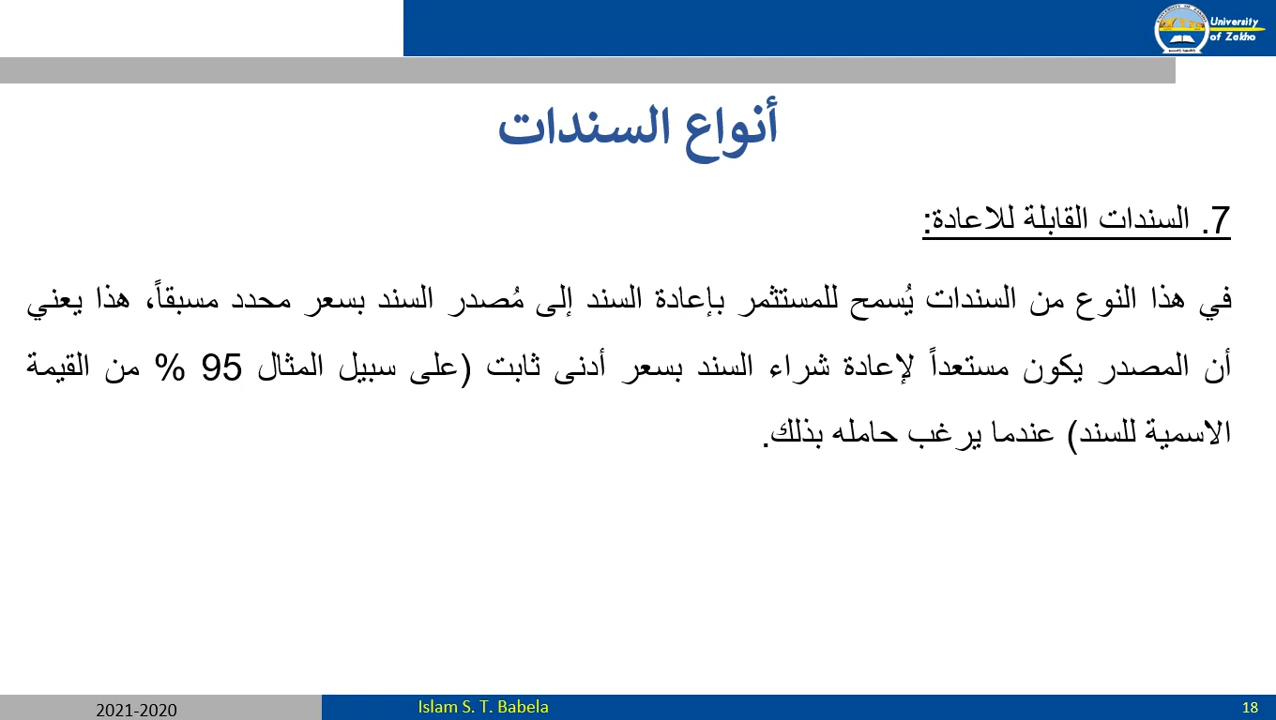 University
of Zakho
أنواع السندات
7. السندات القابلة للاعادة:
في هذا النوع من السندات يُسمح للمستثمر بإعادة السند إلى مُصدر السند بسعر محدد مسبقاً، هذا يعني
أن المصدر يكون مستعداً لإعادة شراء السند بسعر أدنى ثابت (على سبيل المثال 95 % من القيمة
الاسمية للسند) عندما يرغب حامله بذلك.
2021-2020
Islam S. T. Babela
18